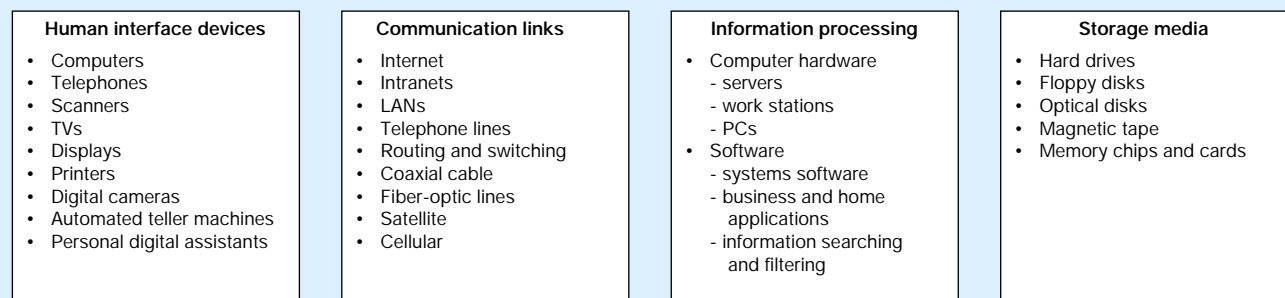 Human interface devices
• Computers
• Telephones
• Scanners
• TVs
• Displays
• Printers
• Digital cameras
• Automated teller machines
• Personal digital assistants
Communication links
• Internet
• Intranets
• LANs
• Telephone lines
• Routing and switching
• Coaxial cable
• Fiber-optic lines
• Satellite
• Cellular
Information processing
• Computer hardware
- servers
- work stations
- PCs
• Software
- systems software
- business and home
applications
- information searching
and filtering
Storage media
• Hard drives
• Floppy disks
• Optical disks
• Magnetic tape
• Memory chips and cards